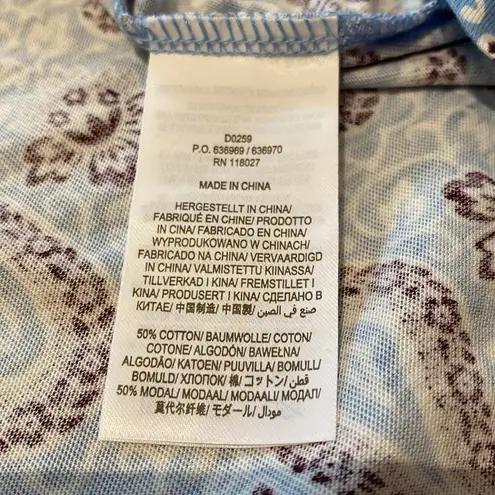 D0259
P.O. 636969 / 636970
RN 118027
MADE IN CHINA
HERGESTELLT IN CHINA/
FABRIQUÉ EN CHINE/ PRODOTTO
IN CINA/ FABRICADO EN CHINA/
WYPRODUKOWANO W CHINACH/
FABRICADO NA CHINA/ VERVAARDIGD
IN CHINA/ VALMISTETTU KIINASSA/
TILLVERKAD I KINA/ FREMSTILLET I
KINA/ PRODUSERT I KINA/ СДЕЛАНО В
КИТАЕ/ 中国制造/ 中国製/ صنع في الصين
50% COTTON/ BAUMWOLLE/ COTON/
COTONE/ ALGODÓN/ BAWEŁNA/
ALGODÃO/ KATOEN/ PUUVILLA/ BOMULL/
BOMULD/ ХЛОПОК/ 棉/ コットン/ قطن/
50% MODAL/ MODAAL/ MODAALI/ МОДАЛ/
莫代尔纤维/ モダール/ مودال/